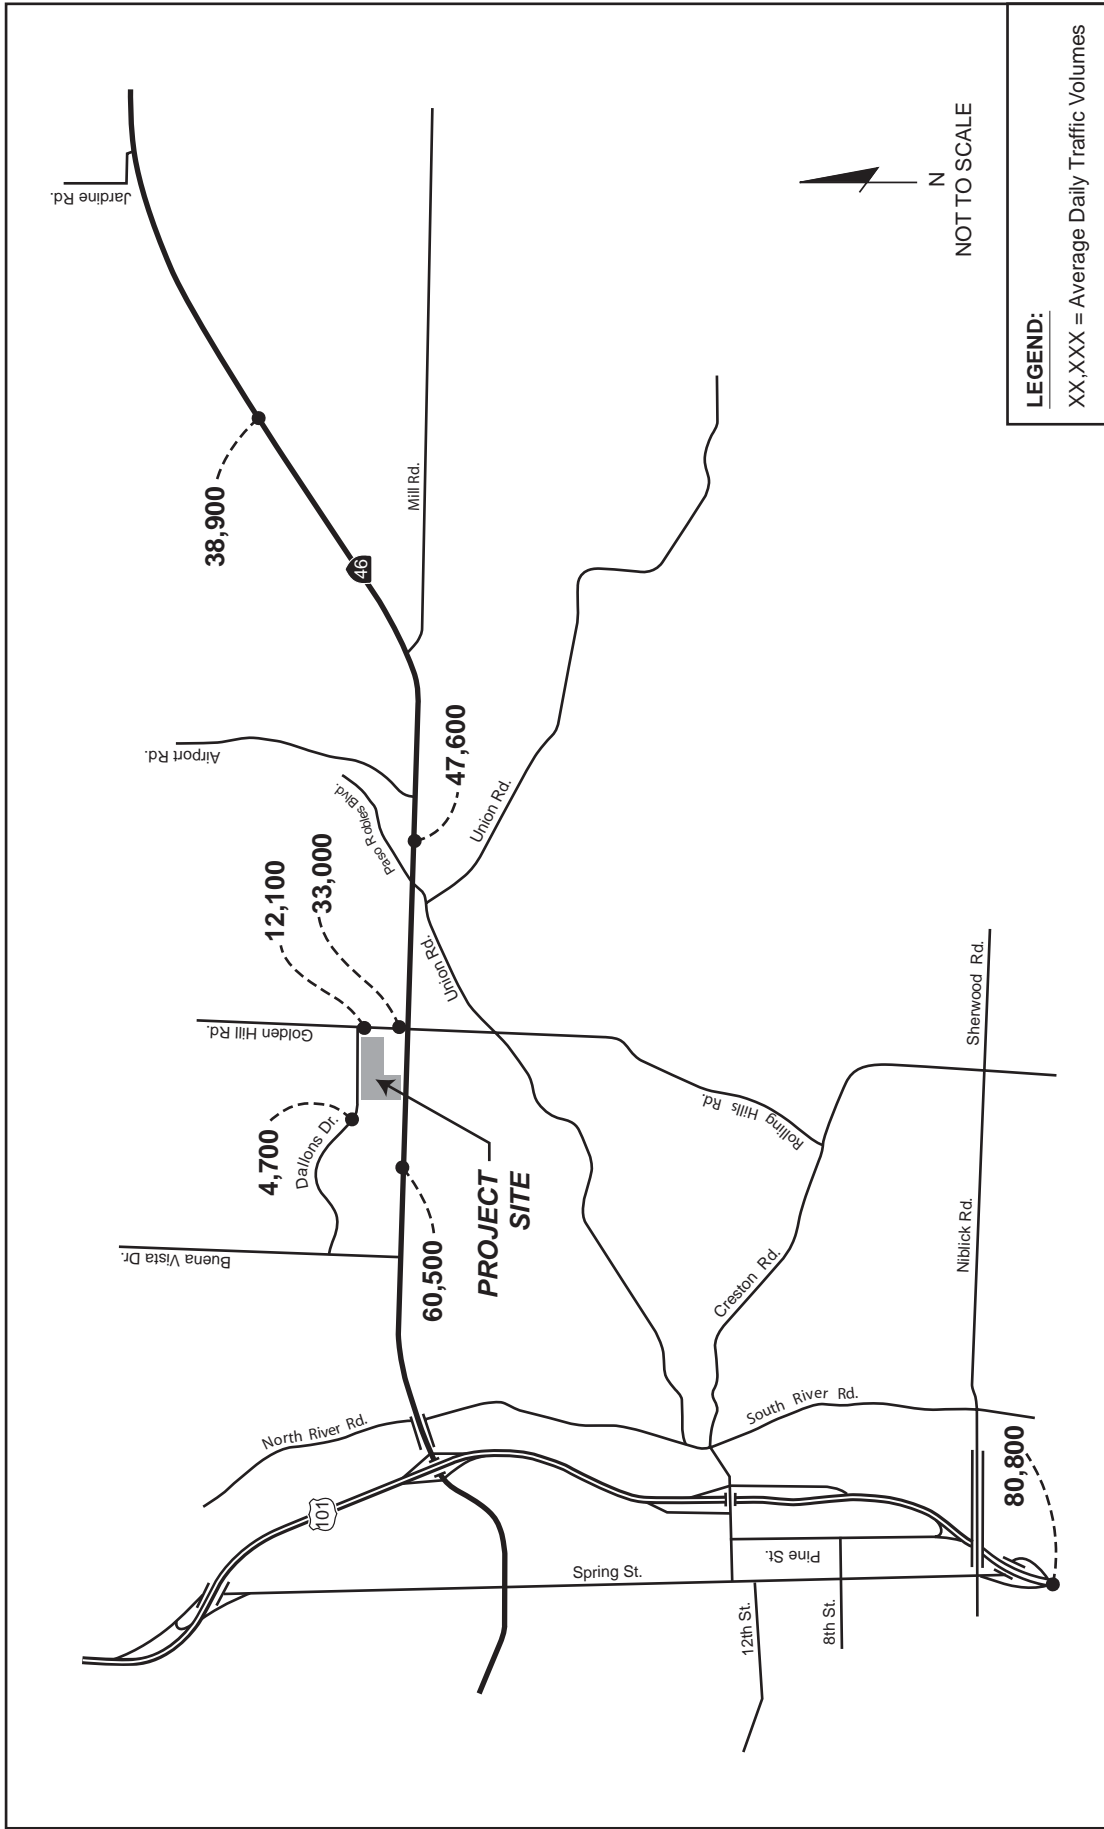 Jardine Rd.
38,900
46
Mill Rd.
Airport Rd.
Paso Robles Blvd.
47,600
Union Rd.
12,100
33,000
Golden Hill Rd.
Union Rd.
4,700
Dallons Dr.
PROJECT
SITE
60,500
Buena Vista Dr.
Rolling Hills Rd.
Sherwood Rd.
Creston Rd.
Niblick Rd.
North River Rd.
South River Rd.
101
80,800
Spring St.
Pine St.
12th St.
8th St.
N
NOT TO SCALE
LEGEND:
XX,XXX = Average Daily Traffic Volumes